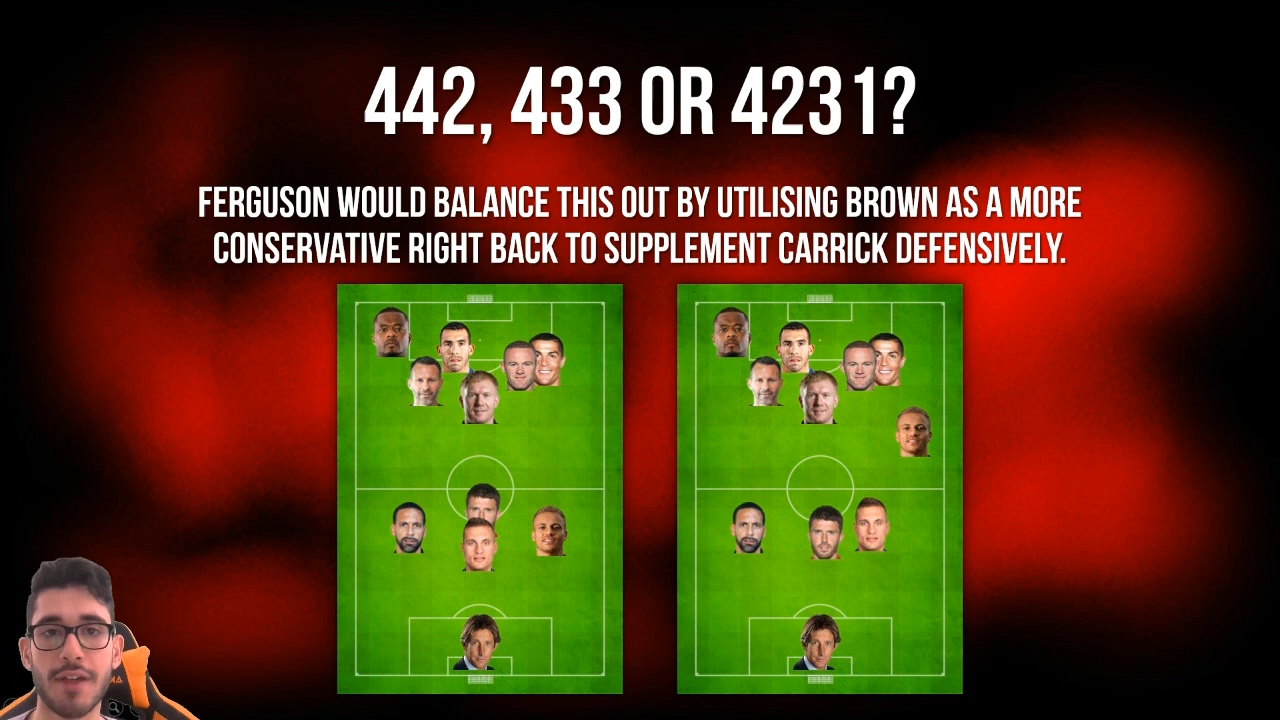 442, 433 OR 4231?
FERGUSON WOULD BALANCE THIS OUT BY UTILISING BROWN AS A MORE
CONSERVATIVE RIGHT BACK TO SUPPLEMENT CARRICK DEFENSIVELY.